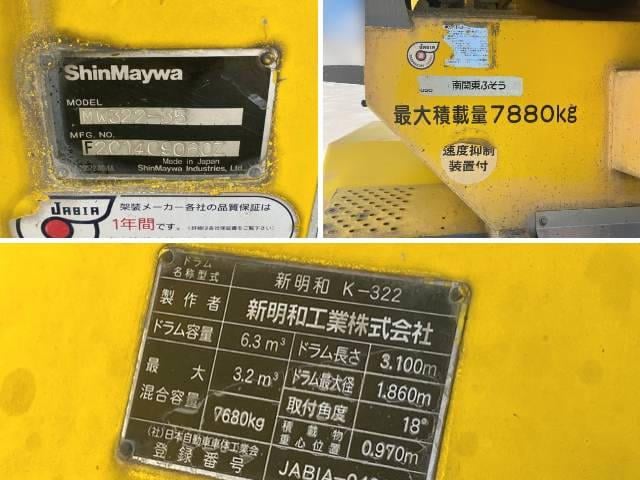 ShinMaywa
MODEL
MW322-35
MFG. NO.
Made in Japan
ShinMaywa Industries, Ltd.
JABIA
架装メーカー各社の品質保証は
1年間です。
JABIA
南関東ふそう
最大積載量7880kg
速度抑制
装置付
ドラム
名称型式 新明和 K-322
製作者 新明和工業株式会社
ドラム容量 6.3m³ ドラム長さ 3.100m
最大
混合容量 3.2m³ 7680kg ドラム最大径 1.860m
取付角度 18°
積載物
重心位置 0.970m
(社)日本自動車車体工業会
登録番号 JABIA-